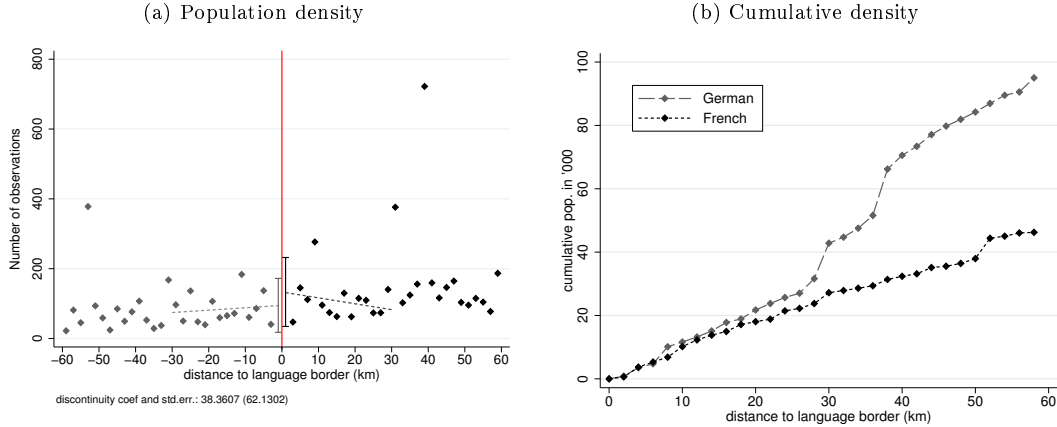 (a) Population density
800
600
400
200
0
Number of observations
−60 −50 −40 −30 −20 −10 0 10 20 30 40 50 60
distance to language border (km)
discontinuity coef and std.err.: 38.3607 (62.1302)
(b) Cumulative density
100
80
60
40
20
0
cumulative pop. in '000
German
French
0 10 20 30 40 50 60
distance to language border (km)